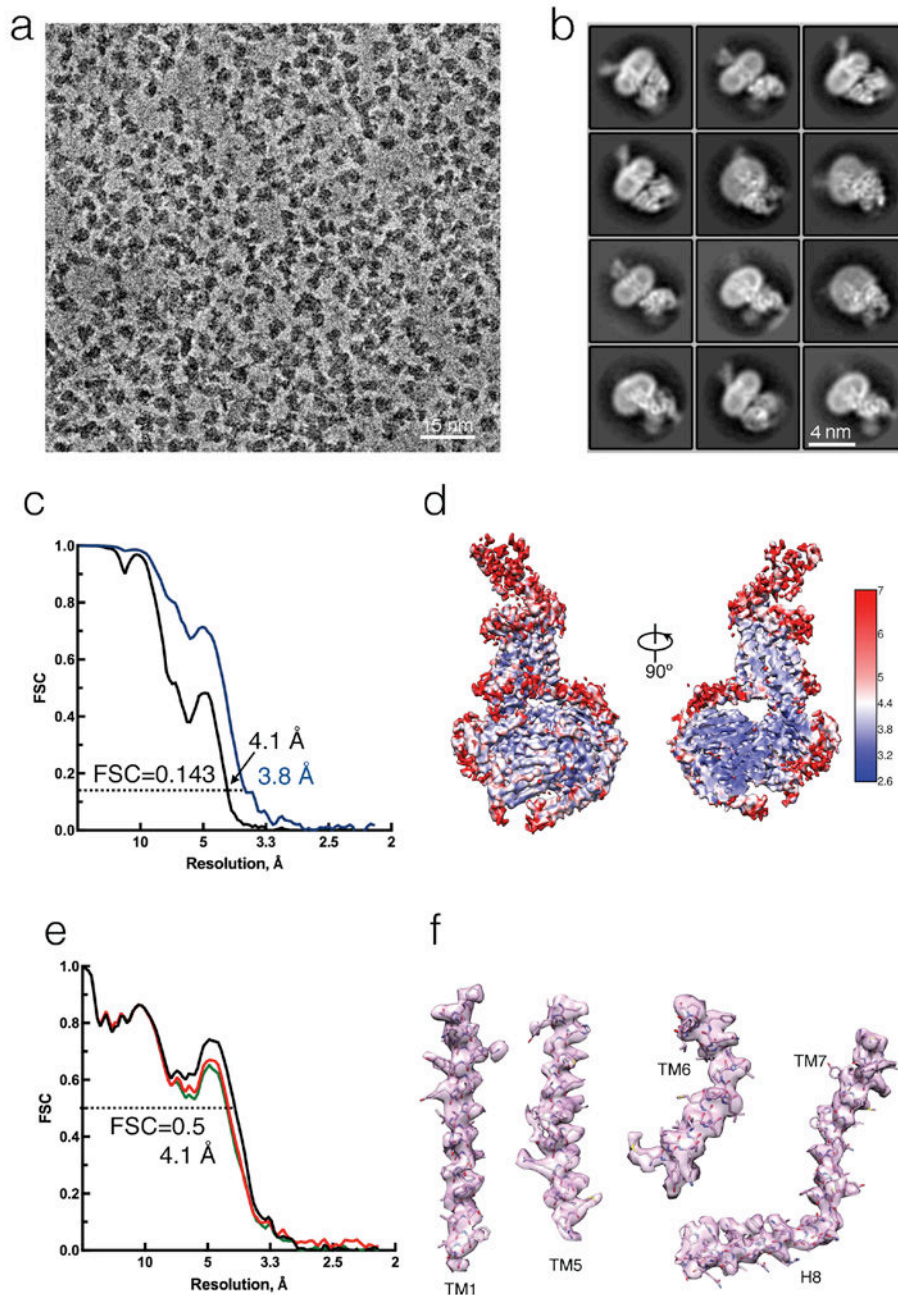 a
15 nm
b
4 nm
c
1.0
0.8
0.6
0.4
0.2
0.0
FSC
4.1 Å
FSC=0.143
3.8 Å
10
5
3.3
2.5
2
Resolution, Å
d
90º
7
6
5
4.4
3.8
3.2
2.6
e
1.0
0.8
0.6
0.4
0.2
0.0
FSC
FSC=0.5
4.1 Å
10
5
3.3
2.5
2
Resolution, Å
f
TM1
TM5
TM6
TM7
H8